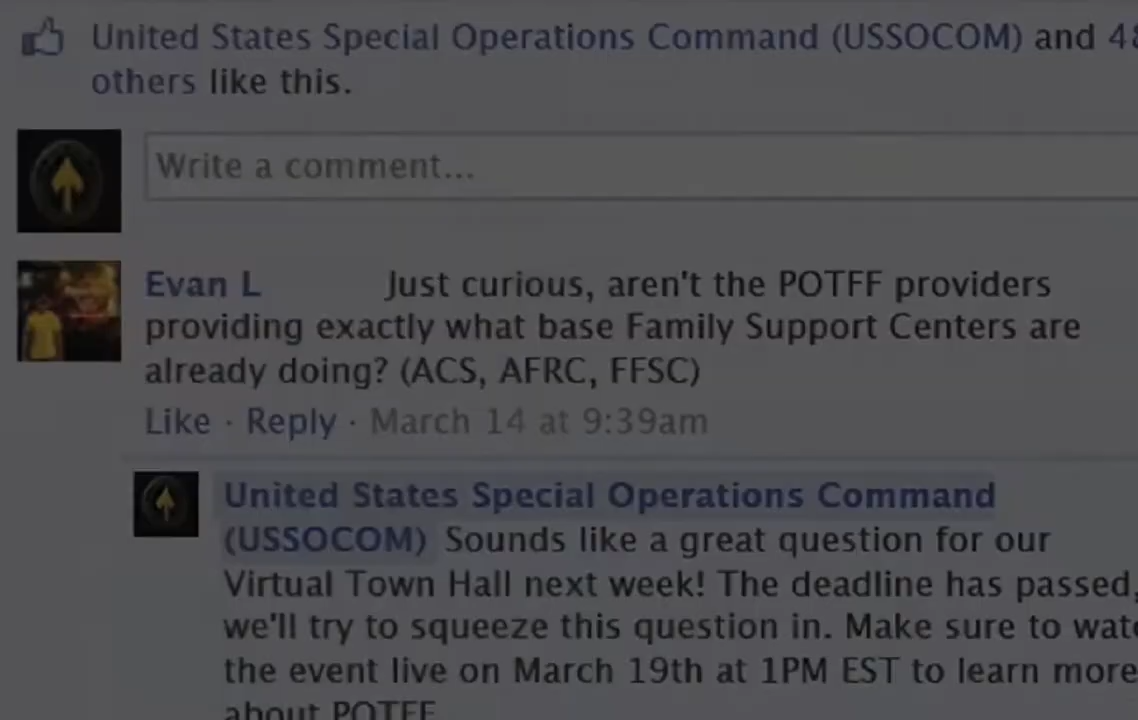 United States Special Operations Command (USSOCOM) and 48
others like this.
Write a comment...
Evan L Just curious, aren't the POTFF providers
providing exactly what base Family Support Centers are
already doing? (ACS, AFRC, FFSC)
Like · Reply · March 14 at 9:39am
United States Special Operations Command
(USSOCOM) Sounds like a great question for our
Virtual Town Hall next week! The deadline has passed,
we'll try to squeeze this question in. Make sure to
the event live on March 19th at 1PM EST to learn more
about POTFF